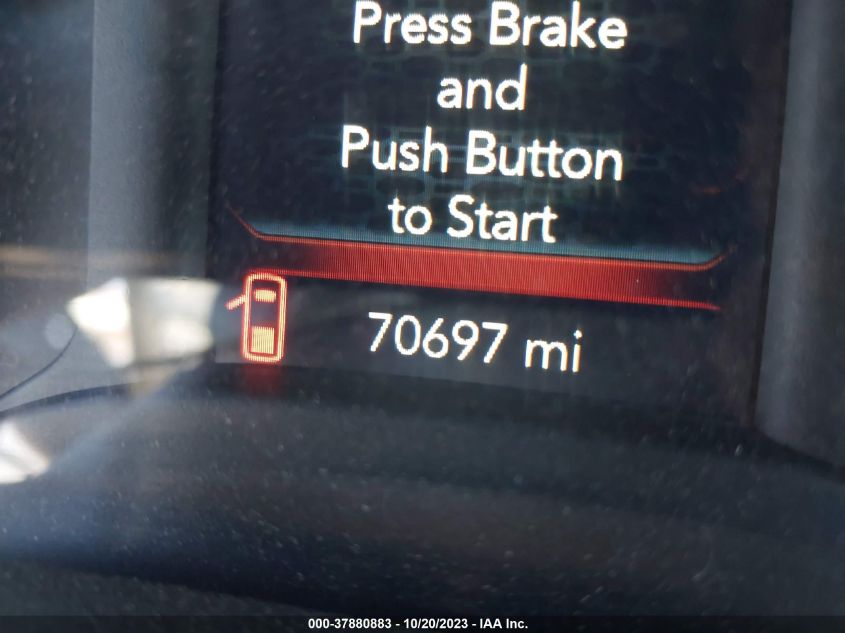 Press Brake
and
Push Button
to Start
70697 mi
000-37880883 - 10/20/2023 - IAA Inc.